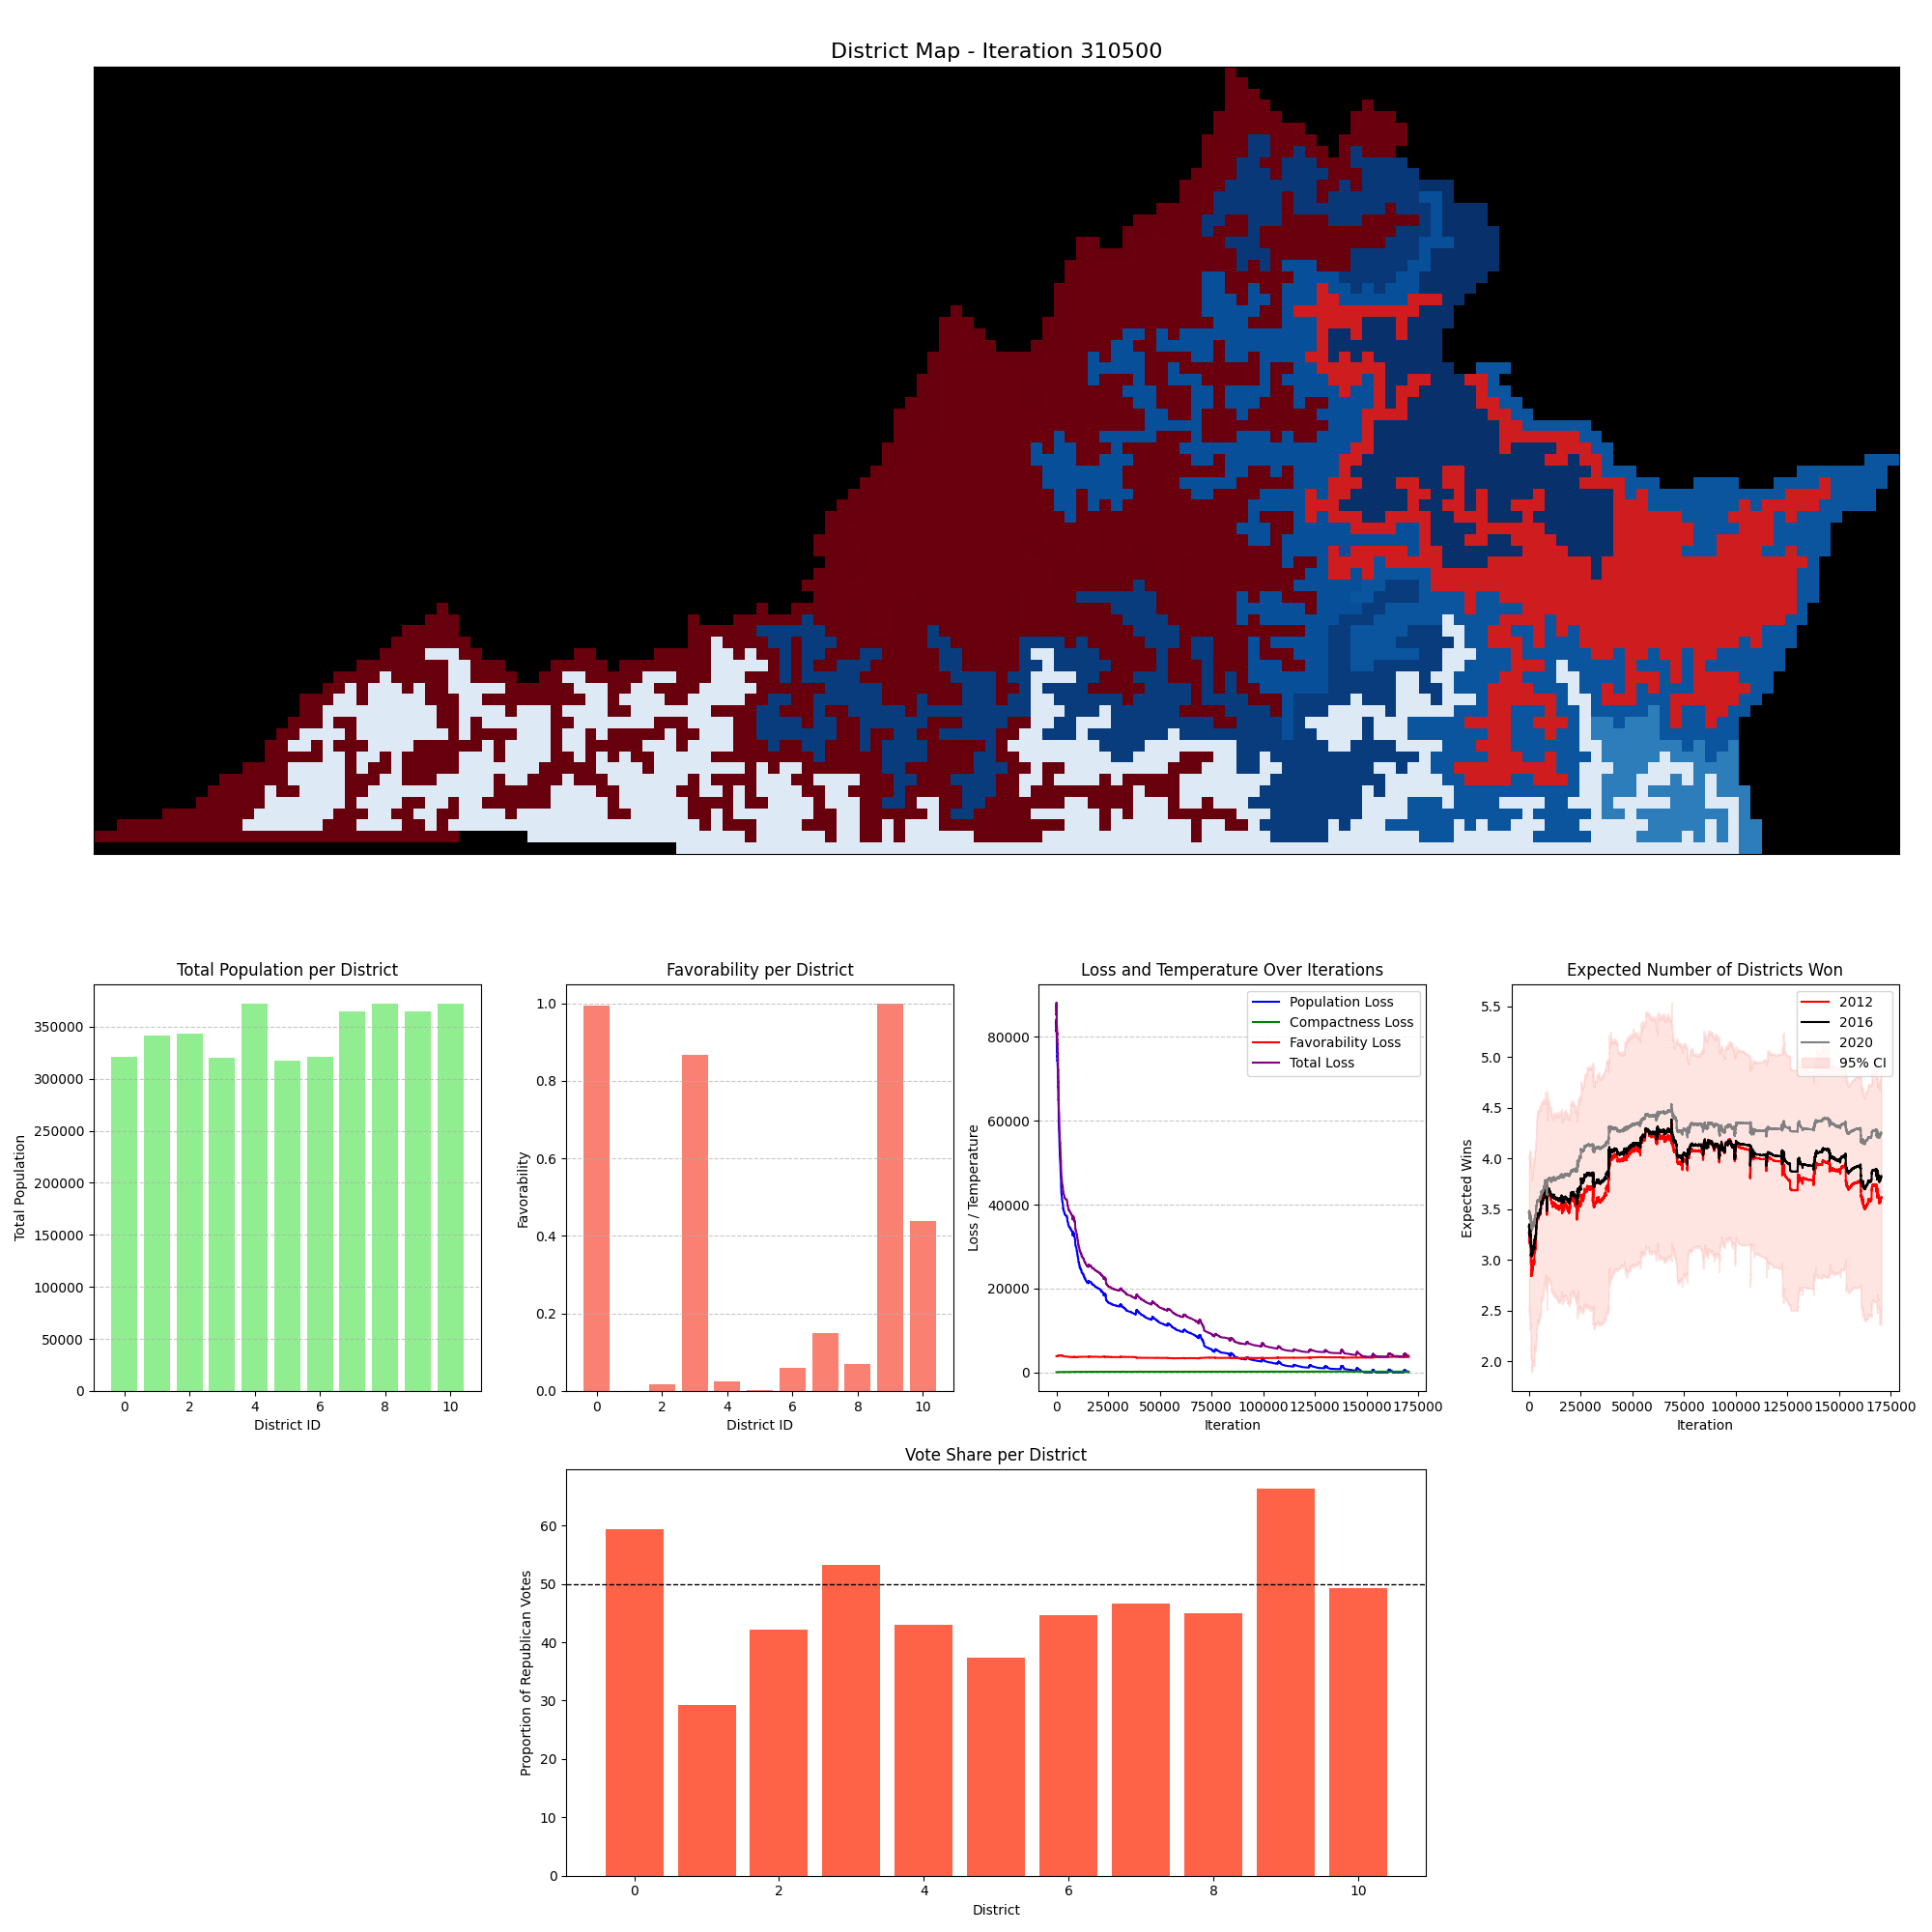 District Map - Iteration 310500
Total Population per District
Total Population
350000
300000
250000
200000
150000
100000
50000
0
0 2 4 6 8 10
District ID
Favorability per District
Favorability
1.0
0.8
0.6
0.4
0.2
0.0
0 2 4 6 8 10
District ID
Loss and Temperature Over Iterations
Loss / Temperature
80000
60000
40000
20000
0
Population Loss
Compactness Loss
Favorability Loss
Total Loss
0 25000 50000 75000 100000 125000 150000 175000
Iteration
Expected Number of Districts Won
Expected Wins
5.5
5.0
4.5
4.0
3.5
3.0
2.5
2.0
2012
2016
2020
95% CI
0 25000 50000 75000 100000 125000 150000 175000
Iteration
Vote Share per District
Proportion of Republican Votes
60
50
40
30
20
10
0
0 2 4 6 8 10
District